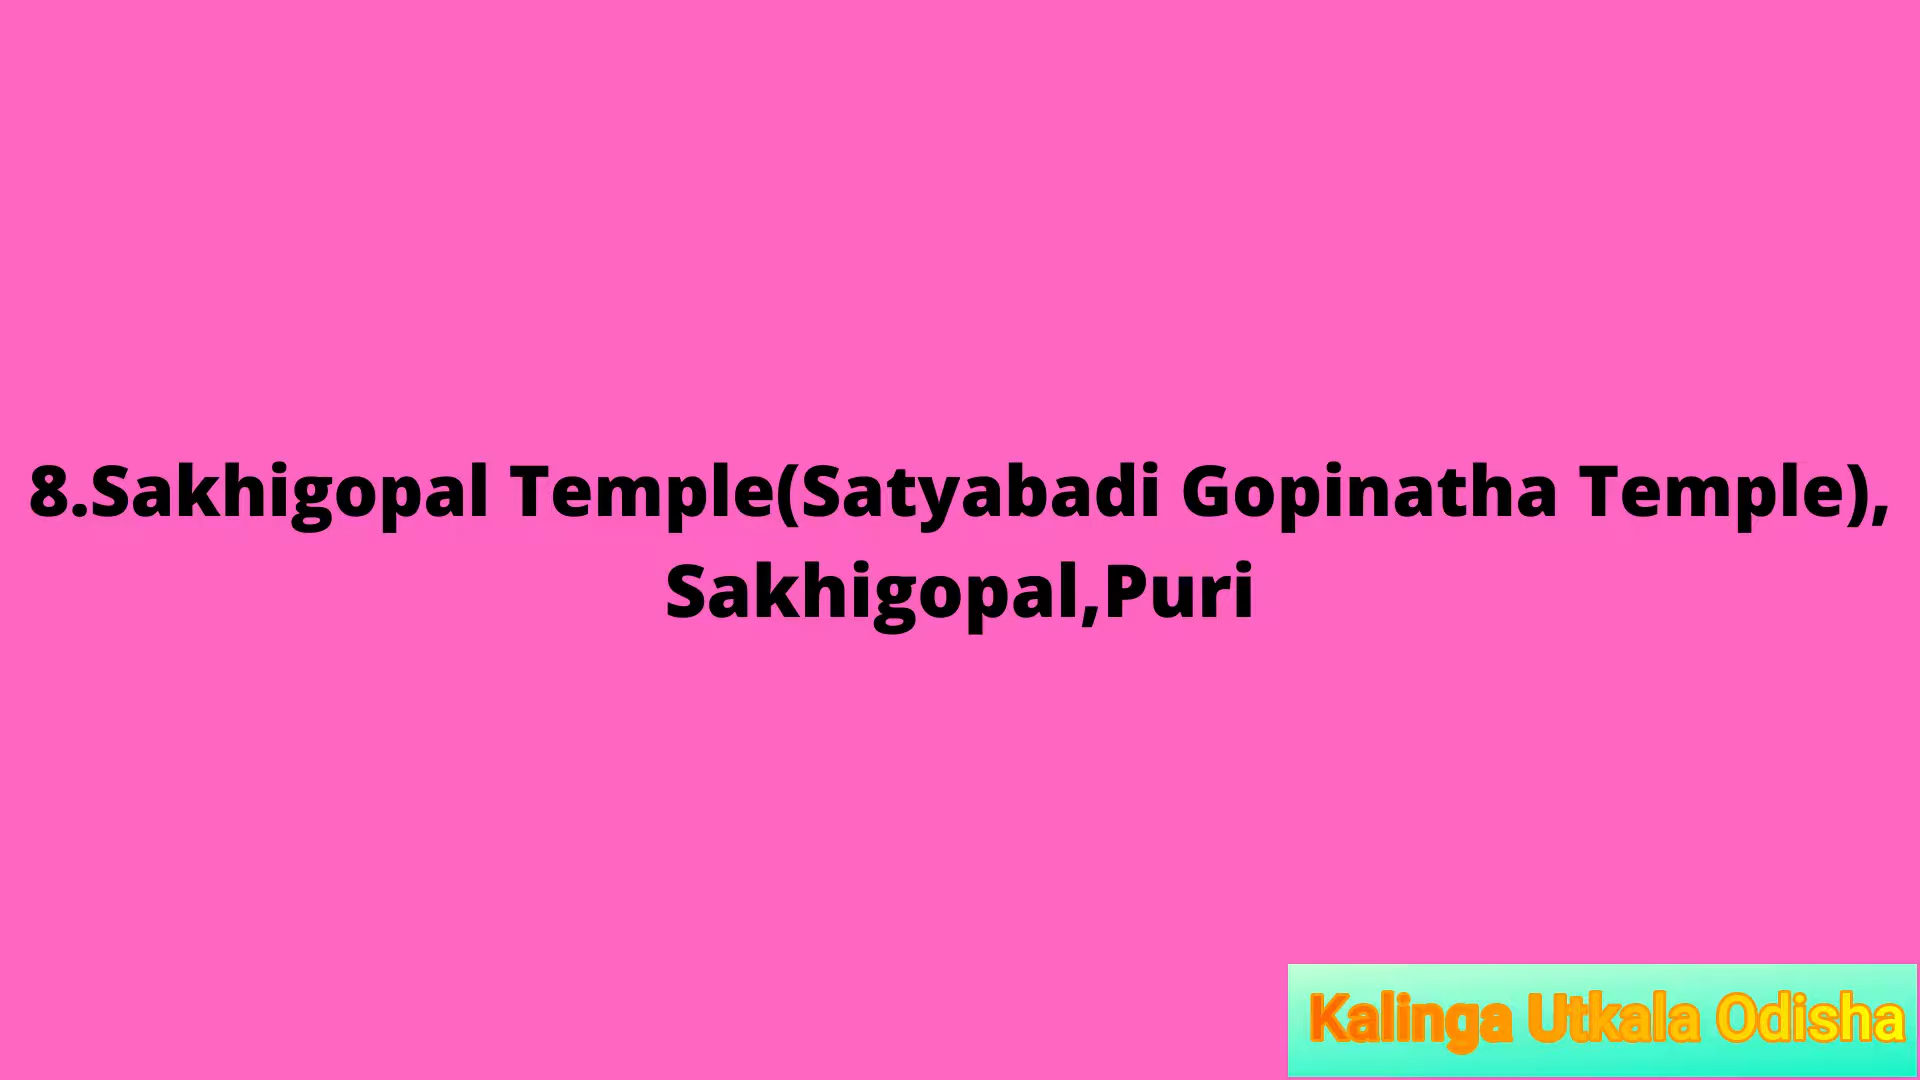 8.Sakhigopal Temple(Satyabadi Gopinatha Temple),
Sakhigopal,Puri
Kalinga Utkala Odisha